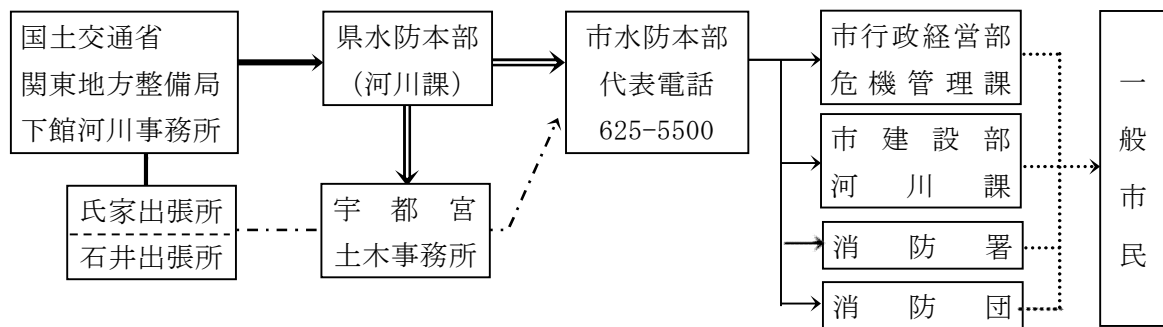 国土交通省
関東地方整備局
下館河川事務所
氏家出張所
石井出張所
県水防本部
（河川課）
宇都宮
土木事務所
市水防本部
代表電話
625-5500
市行政経営部
危機管理課
市建設部
河川課
消防署
消防団
一般市民